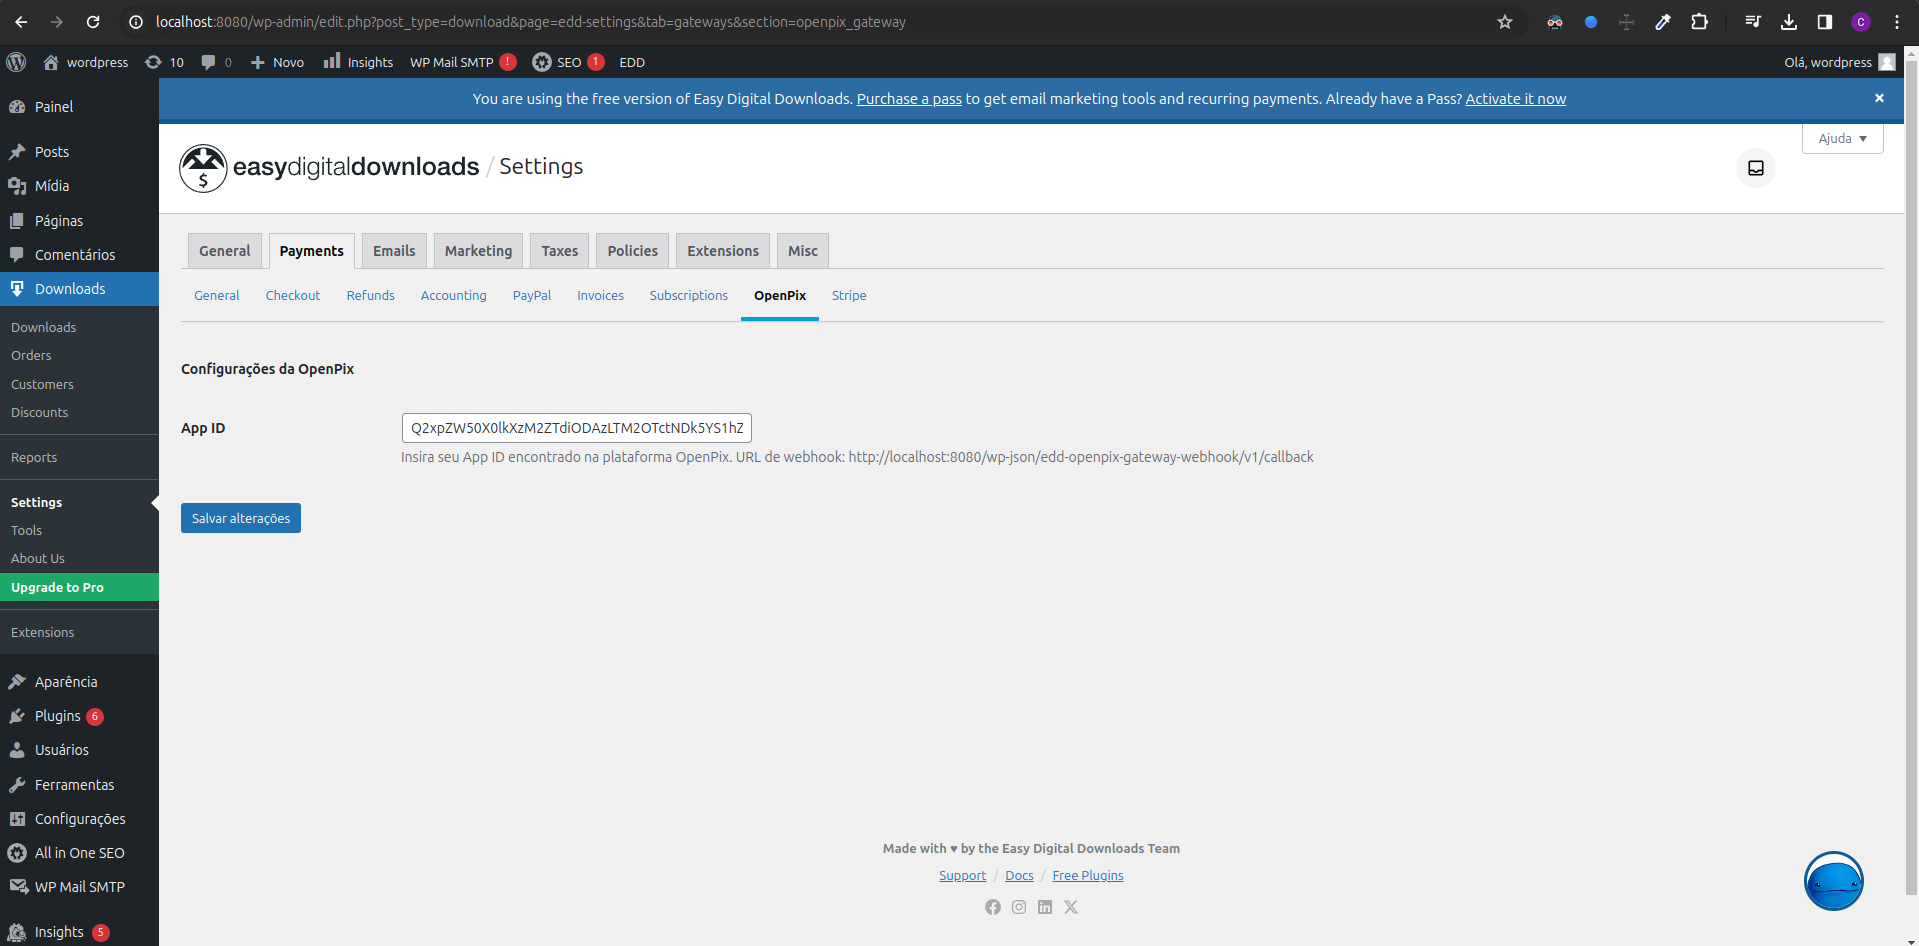 localhost:8080/wp-admin/edit.php?post_type=download&page=edd-settings&tab=gateways&section=openpix_gateway
C
wordpress 10 0 Novo Insights WP Mail SMTP ! SEO 1 EDD Olá, wordpress
You are using the free version of Easy Digital Downloads. Purchase a pass to get email marketing tools and recurring payments. Already have a Pass? Activate it now ×
Painel
Posts
Mídia
Páginas
Comentários
Downloads
Downloads
Orders
Customers
Discounts
Reports
Settings
Tools
About Us
Upgrade to Pro
Extensions
Aparência
Plugins 6
Usuários
Ferramentas
Configurações
All in One SEO
WP Mail SMTP
Insights 5
Ajuda ▼
$ easydigitaldownloads / Settings
General Payments Emails Marketing Taxes Policies Extensions Misc
General Checkout Refunds Accounting PayPal Invoices Subscriptions OpenPix Stripe
Configurações da OpenPix
App ID Q2xpZW50X0lkXzM2ZTdiODAzLTM2OTctNDk5YS1hZ
Insira seu App ID encontrado na plataforma OpenPix. URL de webhook: http://localhost:8080/wp-json/edd-openpix-gateway-webhook/v1/callback
Salvar alterações
Made with ♥ by the Easy Digital Downloads Team
Support / Docs / Free Plugins